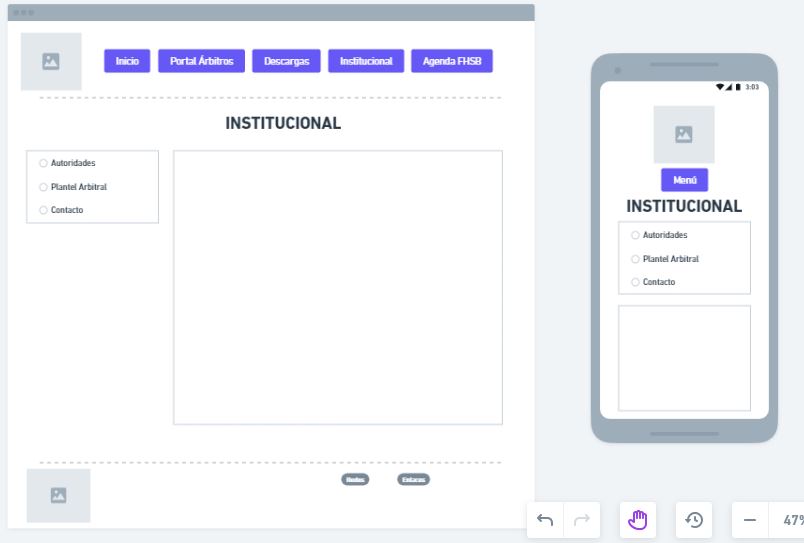 Inicio Portal Árbitros Descargas Institucional Agenda FHSB
INSTITUCIONAL
Autoridades
Plantel Arbitral
Contacto
Redes Enlaces
3:03
Menú
INSTITUCIONAL
Autoridades
Plantel Arbitral
Contacto
47%